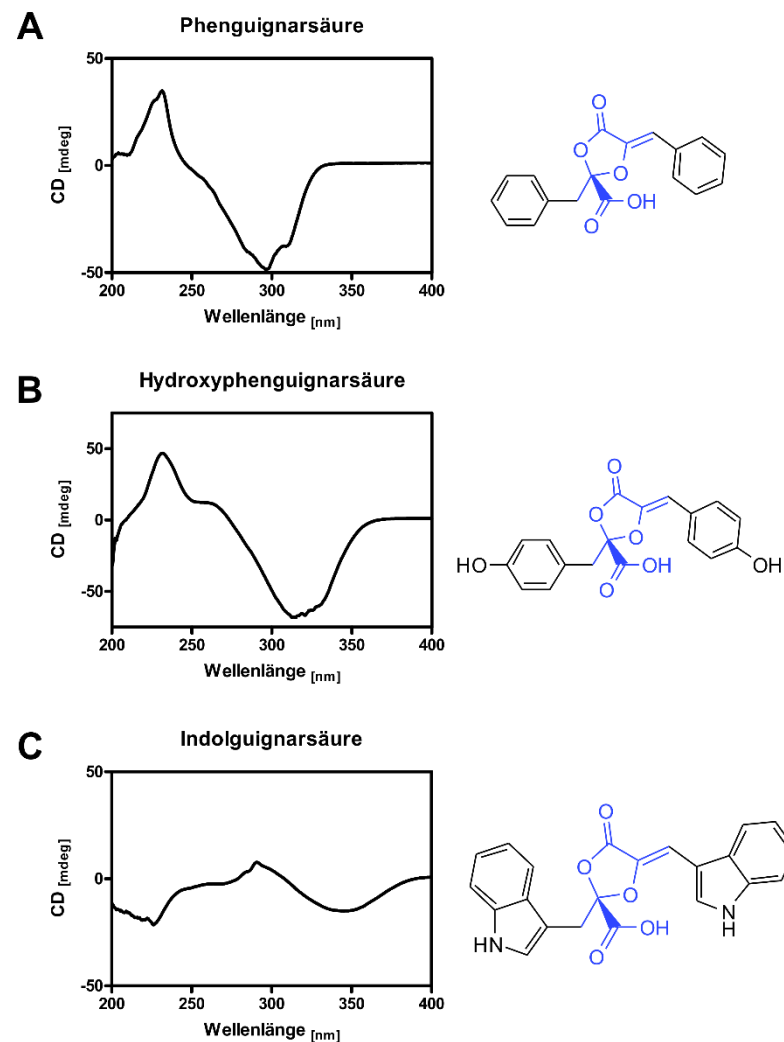 A
Phenguignarsäure
50
0
-50
CD [mdeg]
200 250 300 350 400
Wellenlänge [nm]
O
O
O
OH
O
B
Hydroxyphenguignarsäure
50
0
-50
CD [mdeg]
200 250 300 350 400
Wellenlänge [nm]
O
O
O
HO
OH
O
OH
C
Indolguignarsäure
50
0
-50
CD [mdeg]
200 250 300 350 400
Wellenlänge [nm]
O
O
O
N
H
HN
OH
O